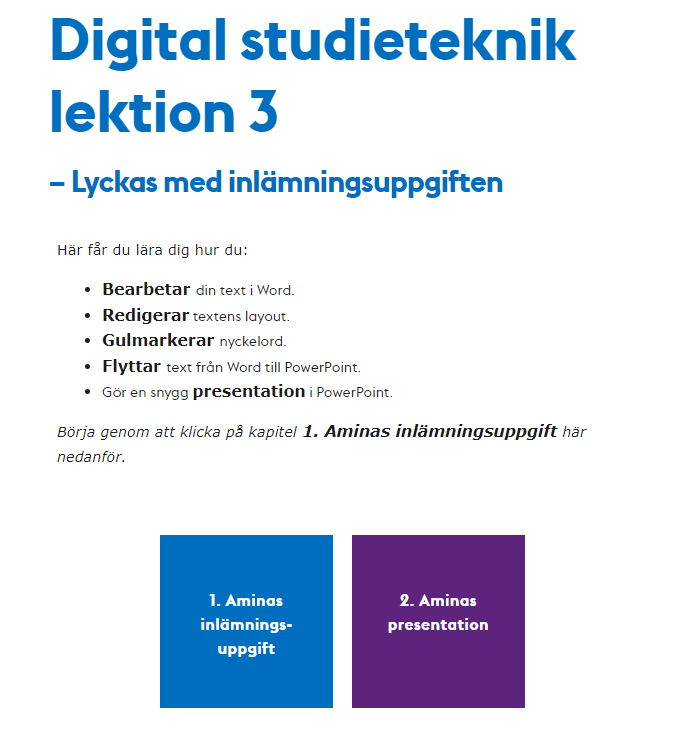 Digital studieteknik
lektion 3
– Lyckas med inlämningsuppgiften
Här får du lära dig hur du:
• Bearbetar din text i Word.
• Redigerar textens layout.
• Gulmarkerar nyckelord.
• Flyttar text från Word till PowerPoint.
• Gör en snygg presentation i PowerPoint.
Börja genom att klicka på kapitel 1. Aminas inlämningsuppgift här
nedanför.
1. Aminas
inlämnings-
uppgift
2. Aminas
presentation